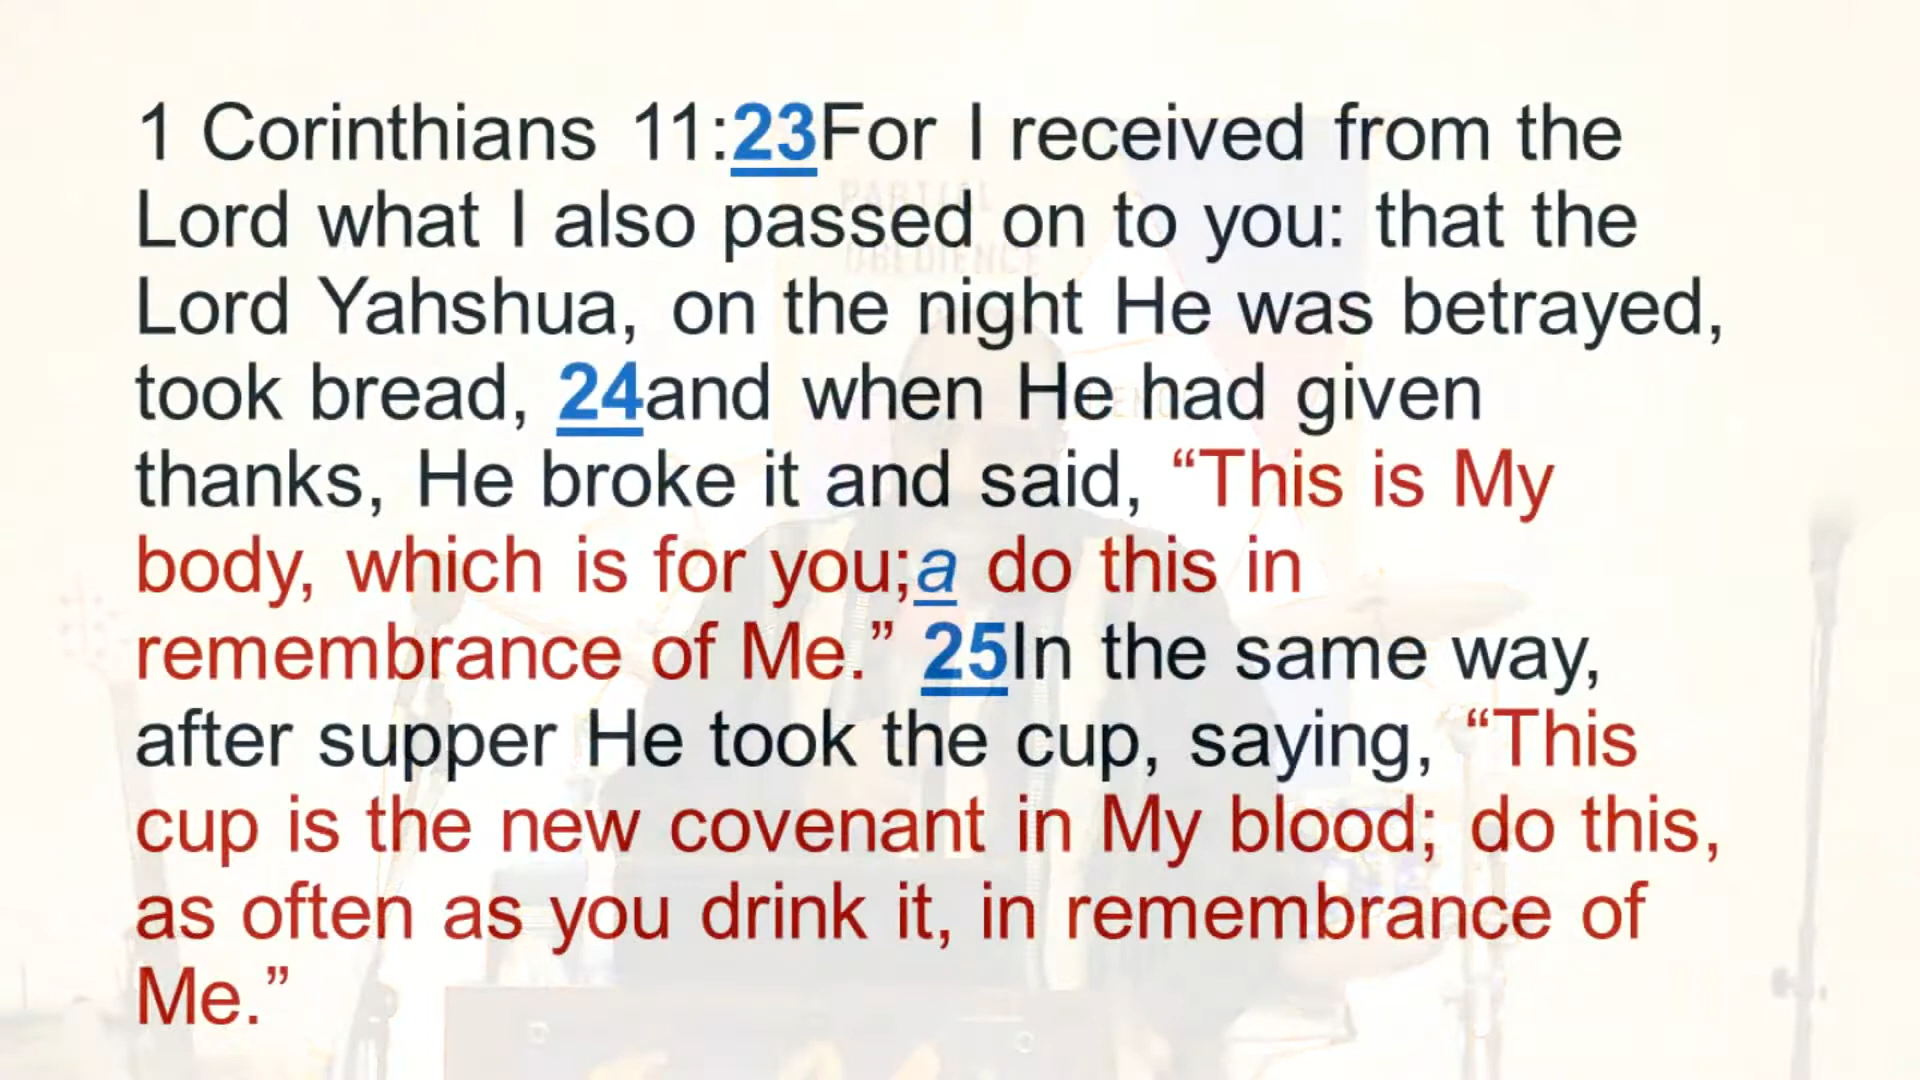 1 Corinthians 11:23For I received from the
Lord what I also passed on to you: that the
Lord Yahshua, on the night He was betrayed,
took bread, 24and when He had given
thanks, He broke it and said, “This is My
body, which is for you;a do this in
remembrance of Me.” 25In the same way,
after supper He took the cup, saying, “This
cup is the new covenant in My blood; do this,
as often as you drink it, in remembrance of
Me.”
PARTIAL
OBEDIENCE